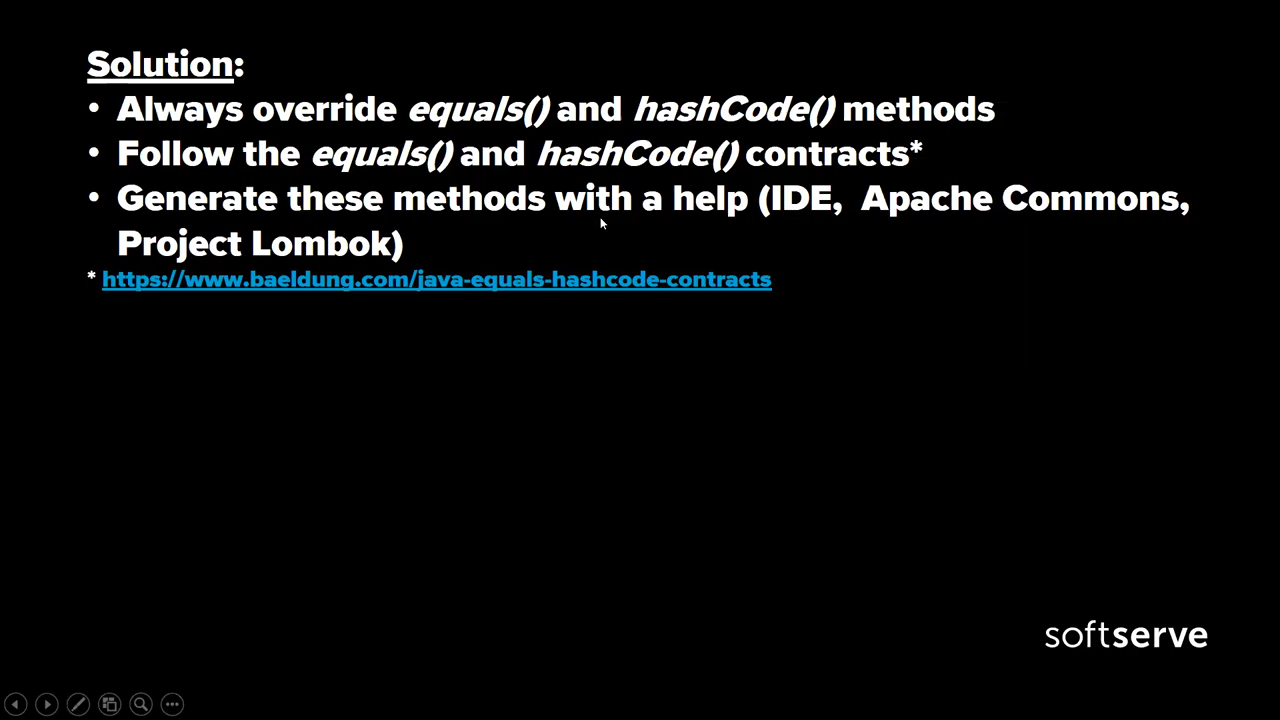 Solution:
• Always override equals() and hashCode() methods
• Follow the equals() and hashCode() contracts*
• Generate these methods with a help (IDE,  Apache Commons,
Project Lombok)
* https://www.baeldung.com/java-equals-hashcode-contracts
softserve